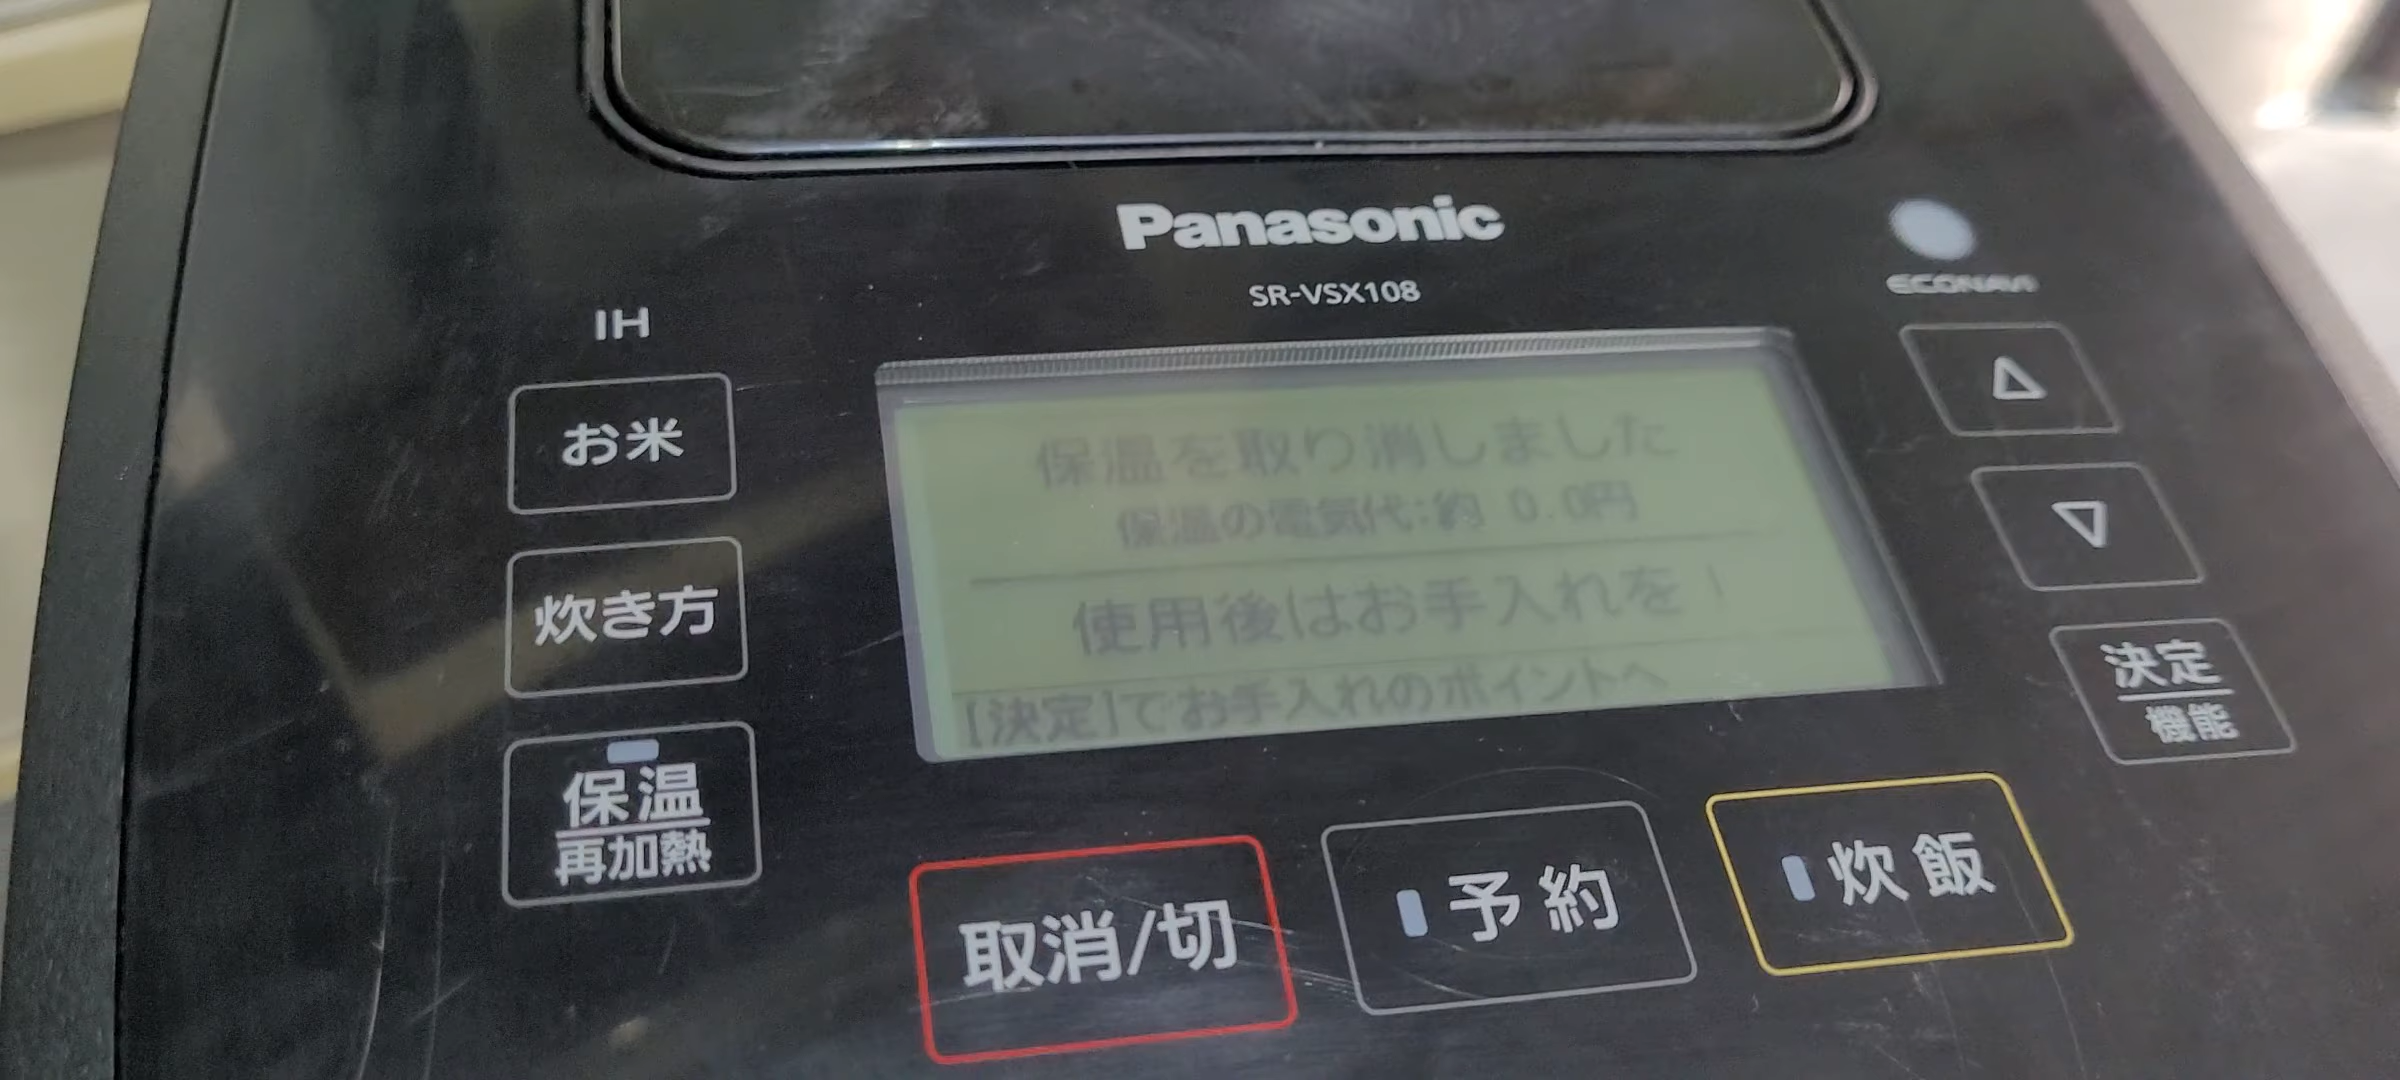 Panasonic
SR-VSX108
ECONAVI
IH
お米
炊き方
保温
再加熱
保温を取り消しました
保温の電気代:約 0.0円
使用後はお手入れを!
【決定】でお手入れのポイントへ
△
▽
決定
機能
取消/切
予約
炊飯